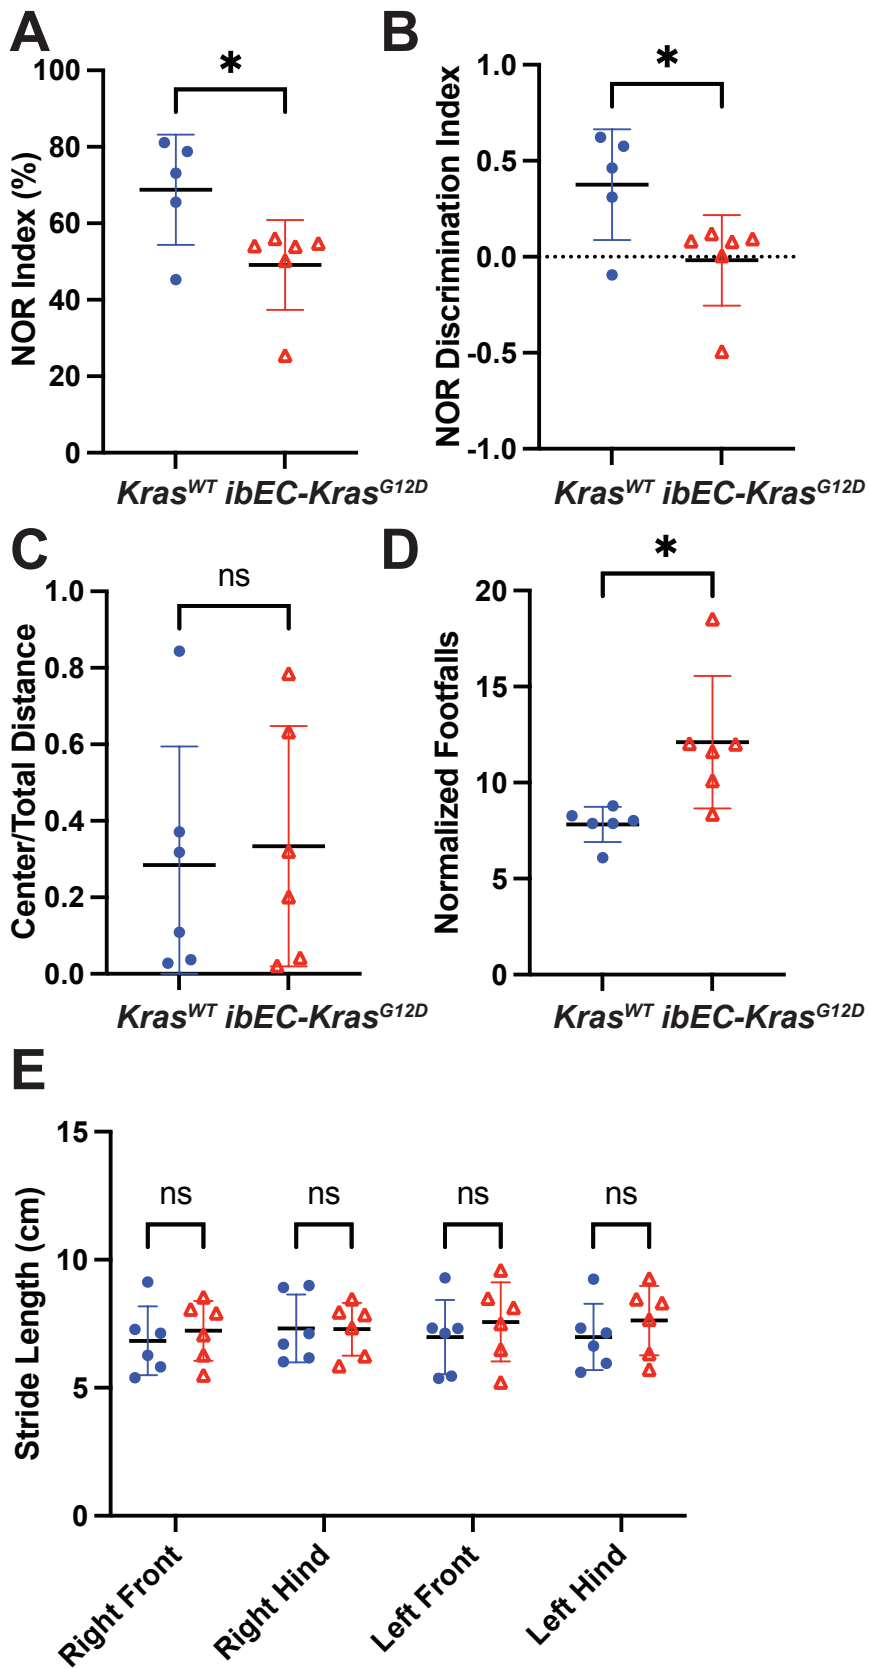 A
NOR Index (%)
100
80
60
40
20
0
*
Kras^WT ibEC-Kras^G12D
B
NOR Discrimination Index
1.0
0.5
0.0
-0.5
-1.0
*
Kras^WT ibEC-Kras^G12D
C
Center/Total Distance
1.0
0.8
0.6
0.4
0.2
0.0
ns
Kras^WT ibEC-Kras^G12D
D
Normalized Footfalls
20
15
10
5
0
*
Kras^WT ibEC-Kras^G12D
E
Stride Length (cm)
15
10
5
0
ns ns ns ns
Right Front
Right Hind
Left Front
Left Hind